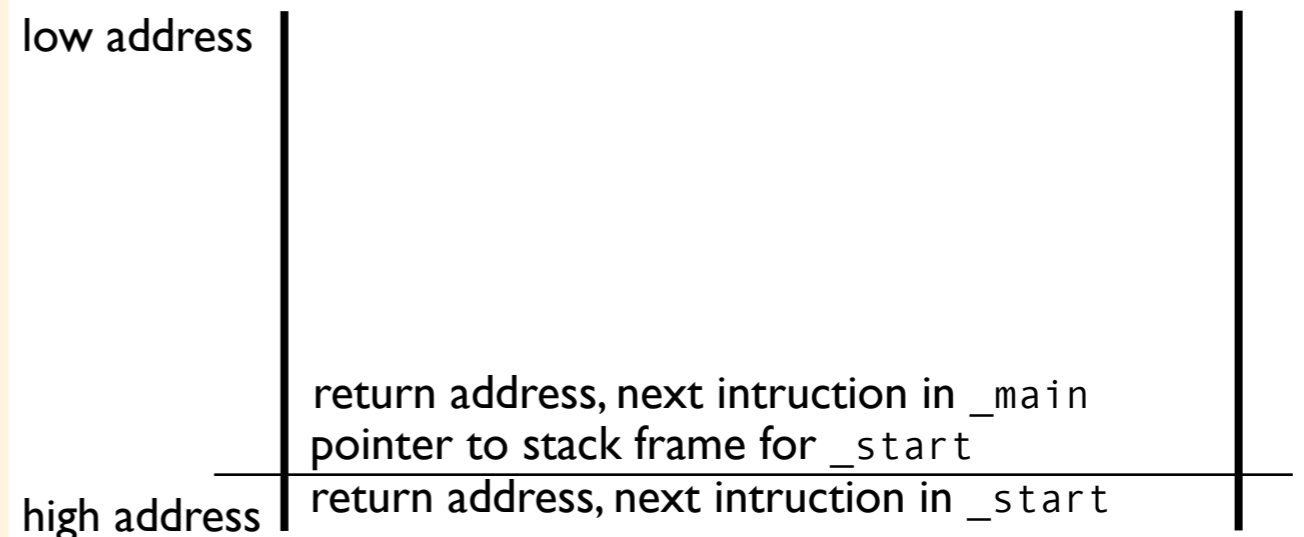 low address
return address, next intruction in _main
pointer to stack frame for _start
return address, next intruction in _start
high address